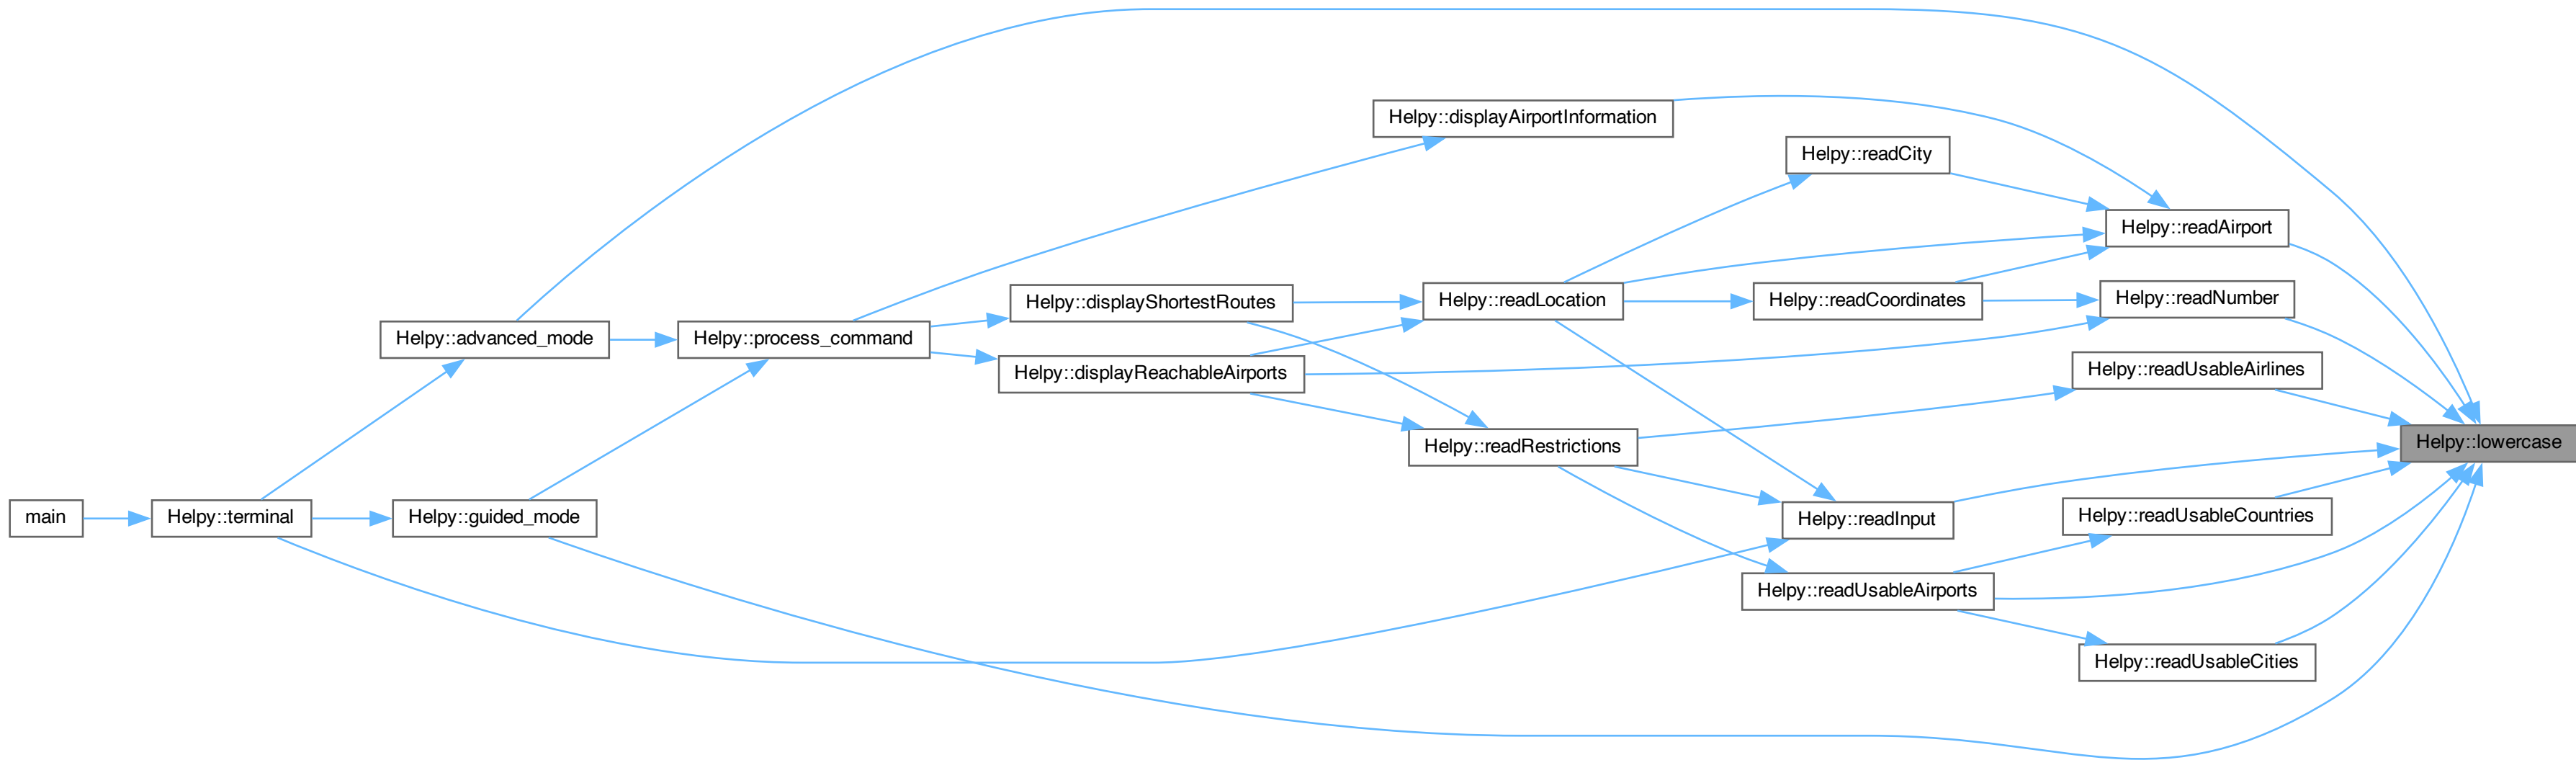 main
Helpy::terminal
Helpy::advanced_mode
Helpy::guided_mode
Helpy::process_command
Helpy::displayAirportInformation
Helpy::displayShortestRoutes
Helpy::displayReachableAirports
Helpy::readLocation
Helpy::readRestrictions
Helpy::readCity
Helpy::readCoordinates
Helpy::readInput
Helpy::readUsableAirports
Helpy::readAirport
Helpy::readNumber
Helpy::readUsableAirlines
Helpy::readUsableCountries
Helpy::readUsableCities
Helpy::lowercase